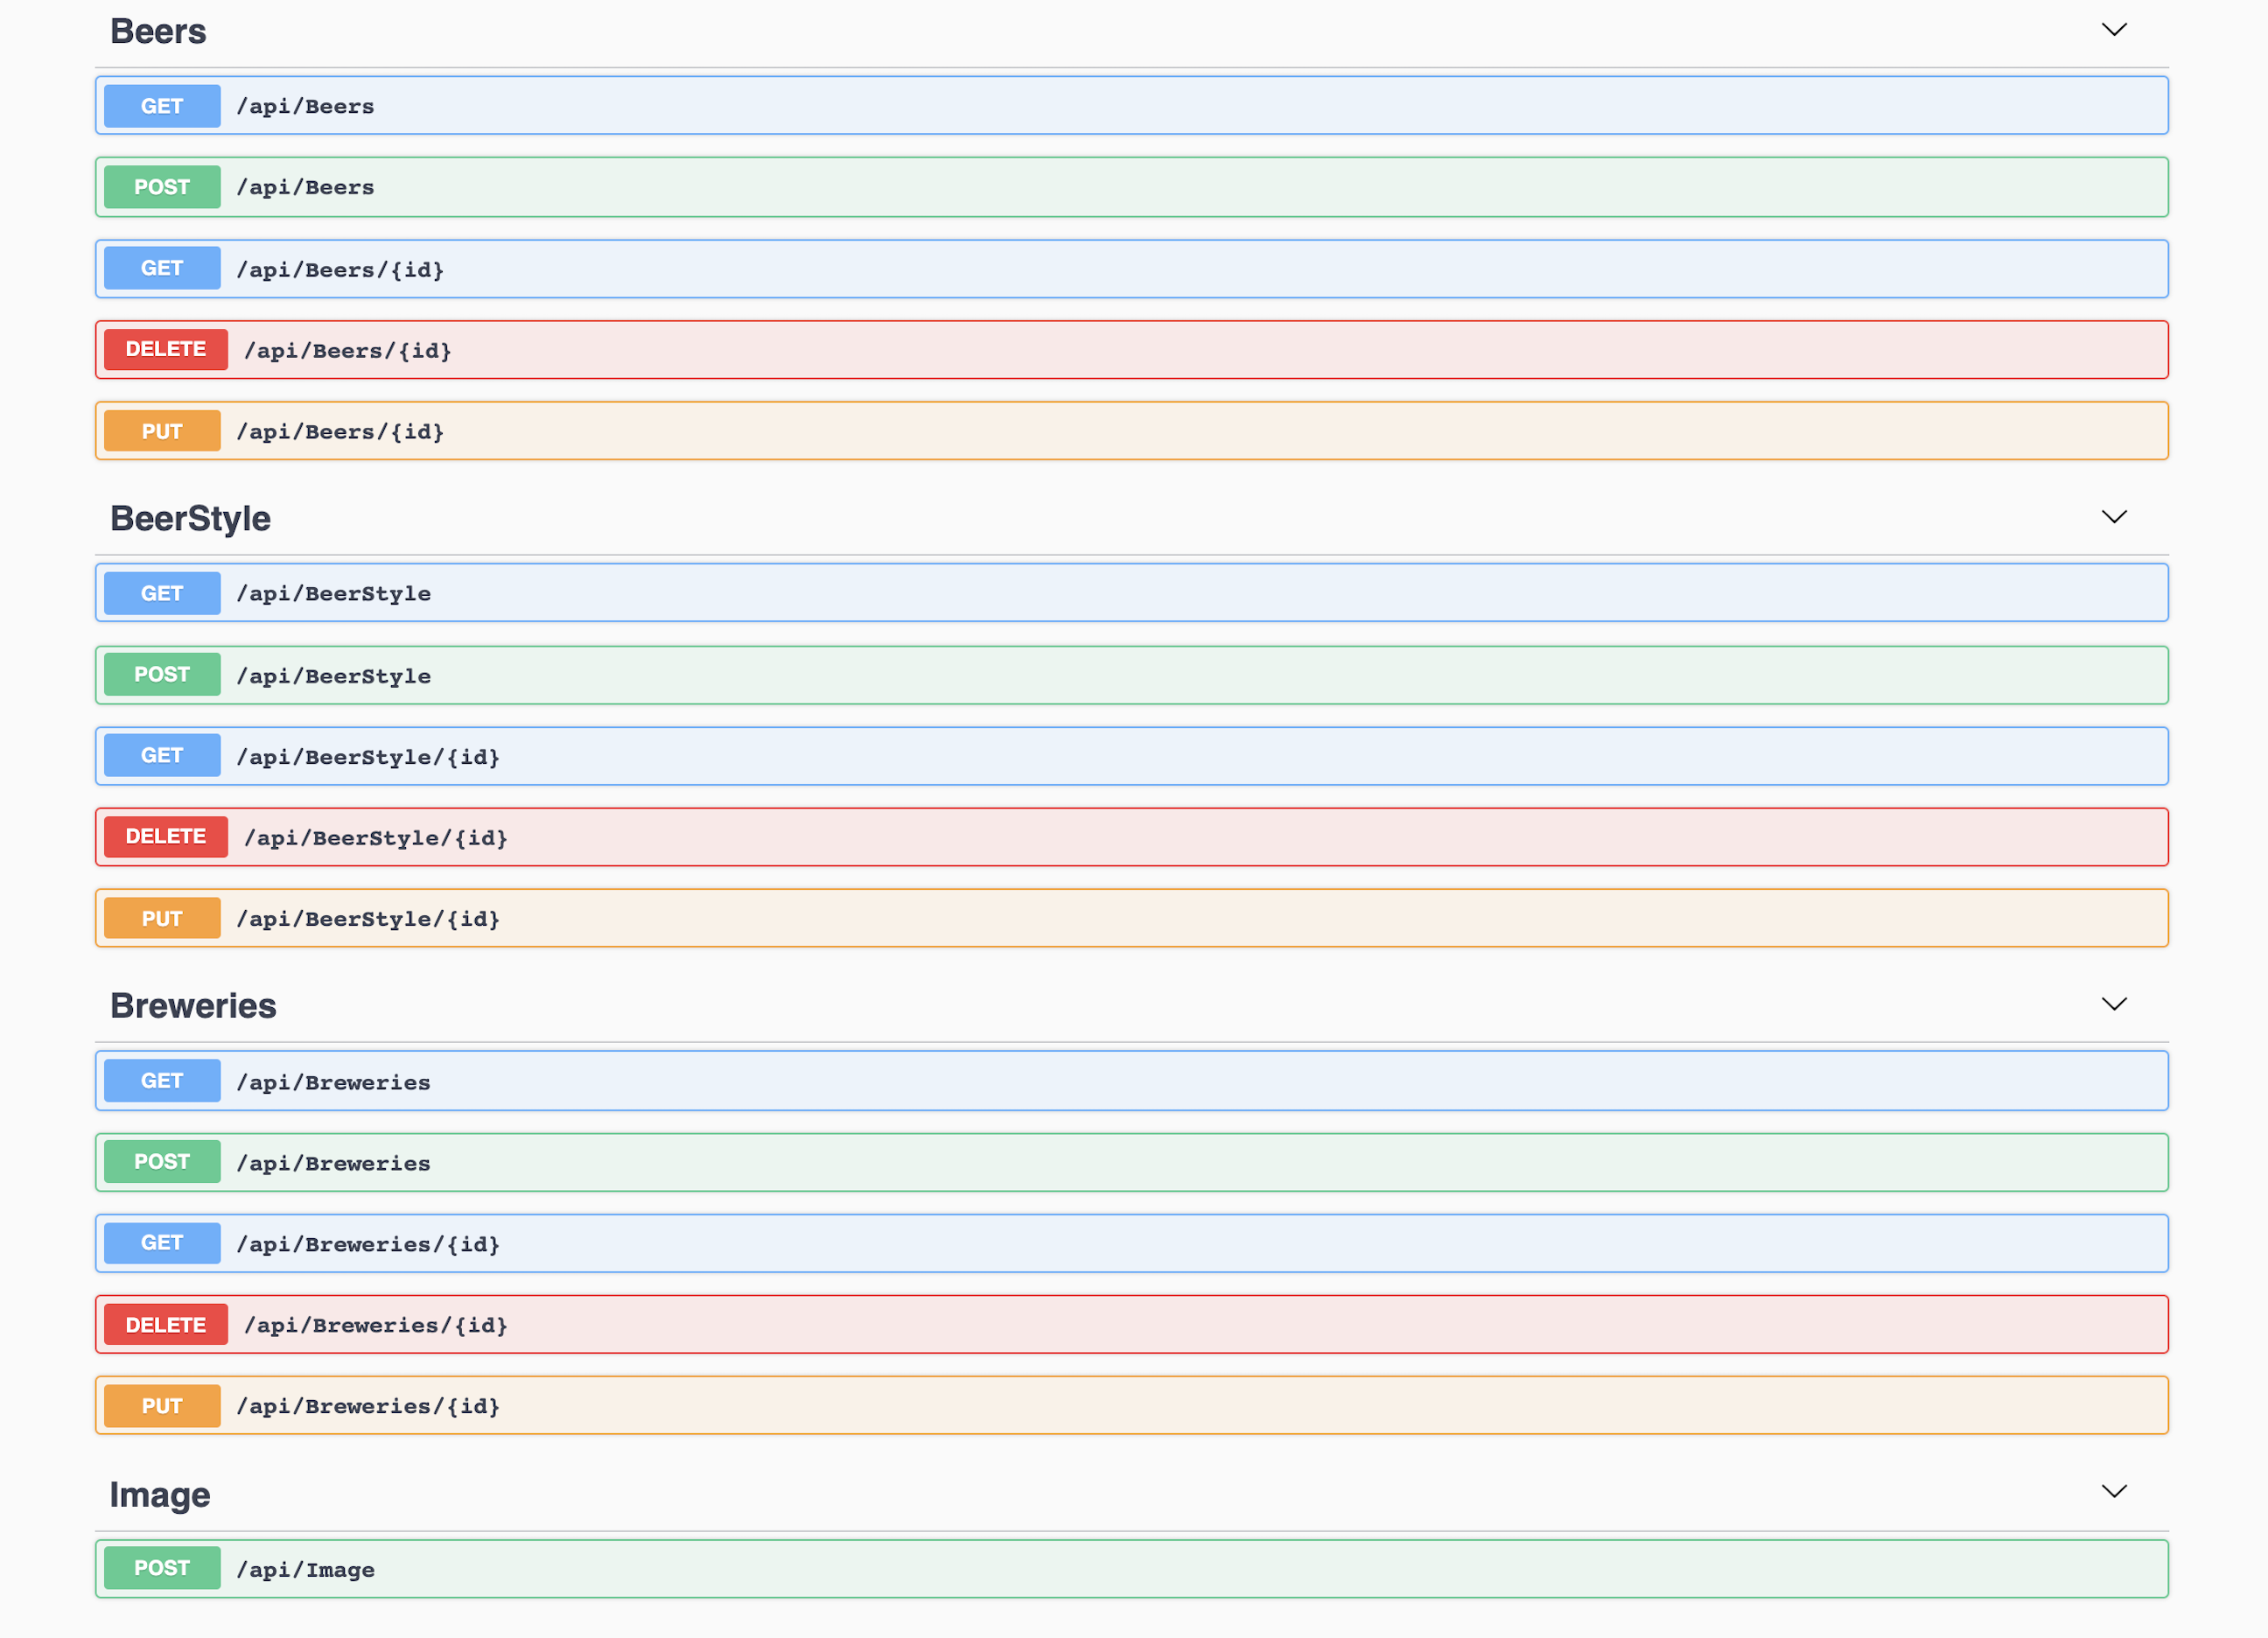 Beers
GET /api/Beers
POST /api/Beers
GET /api/Beers/{id}
DELETE /api/Beers/{id}
PUT /api/Beers/{id}
BeerStyle
GET /api/BeerStyle
POST /api/BeerStyle
GET /api/BeerStyle/{id}
DELETE /api/BeerStyle/{id}
PUT /api/BeerStyle/{id}
Breweries
GET /api/Breweries
POST /api/Breweries
GET /api/Breweries/{id}
DELETE /api/Breweries/{id}
PUT /api/Breweries/{id}
Image
POST /api/Image